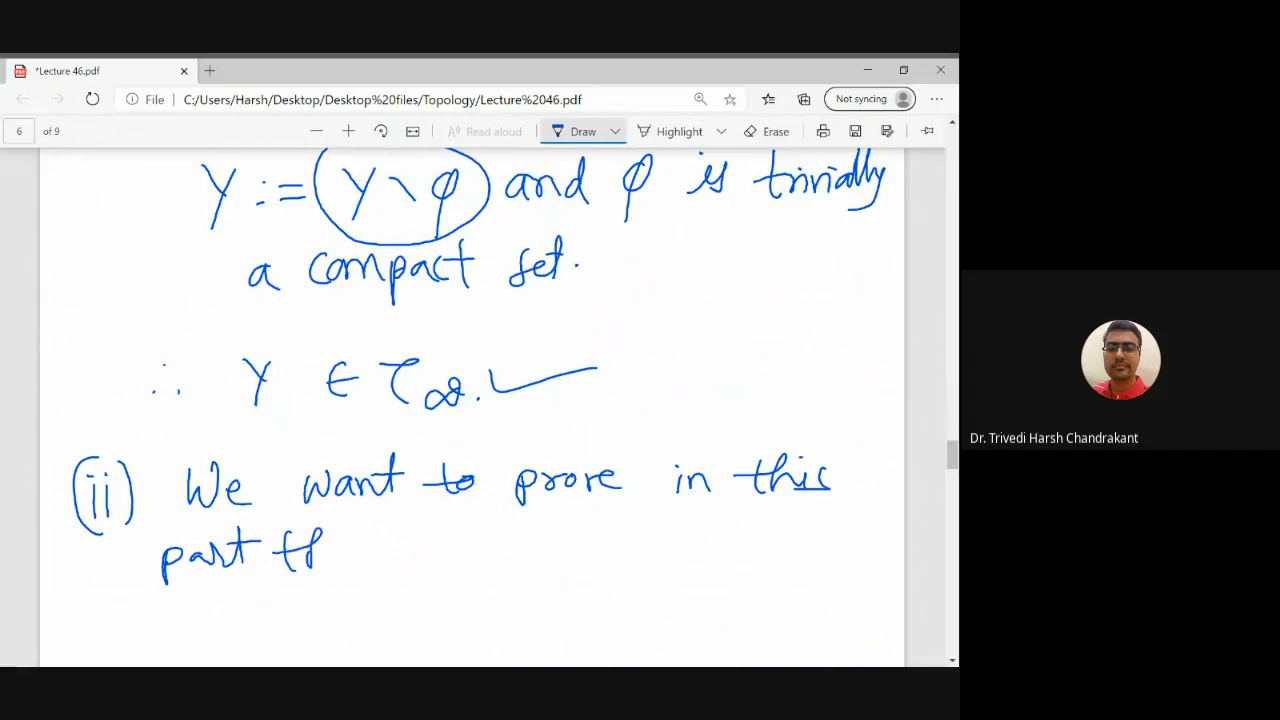 *Lecture 46.pdf
File | C:/Users/Harsh/Desktop/Desktop%20files/Topology/Lecture%2046.pdf
Not syncing
6 of 9
Read aloud
Draw
Highlight
Erase
Y := (Y \ φ) and φ is trivially
a compact set.
∴ Y ∈ τ∞.
(ii) We want to prove in this
part th
Dr. Trivedi Harsh Chandrakant